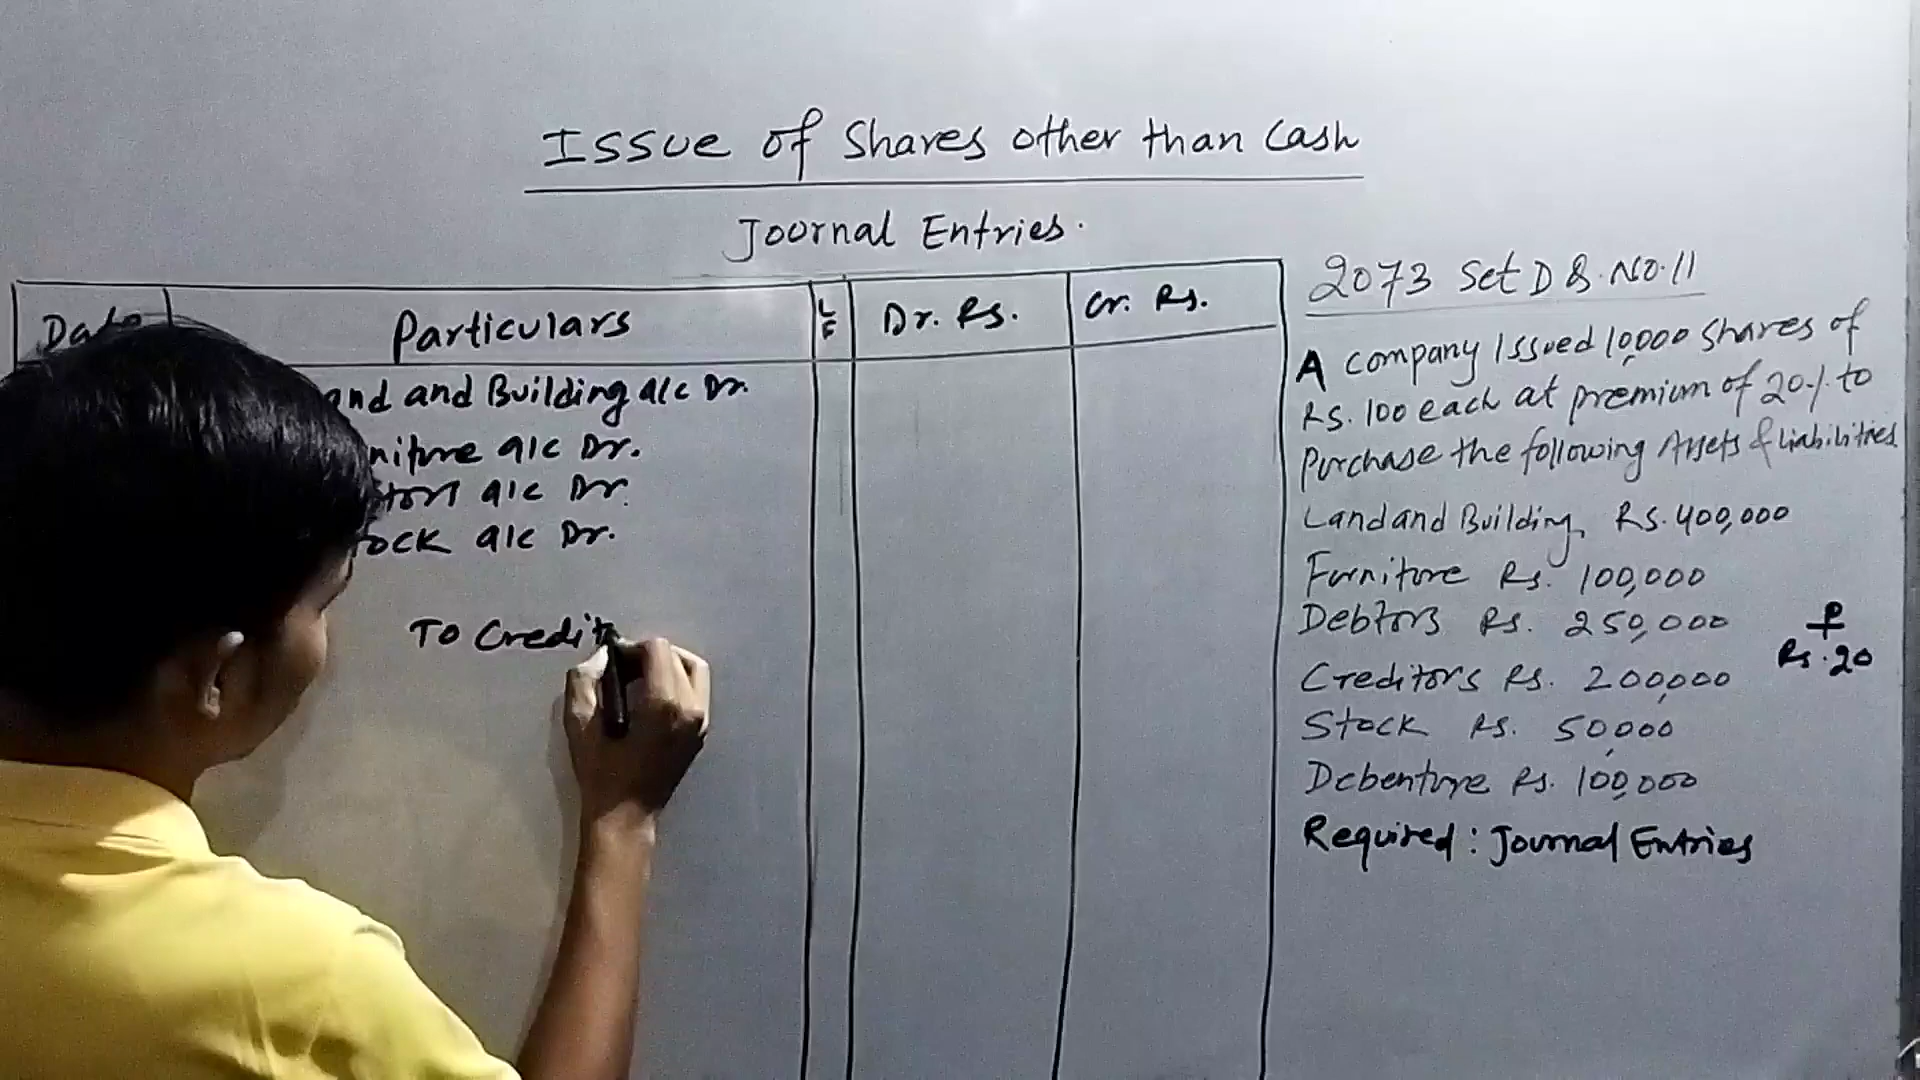 Issue of Shares other than Cash
Journal Entries.
Particulars
L F
Dr. Rs.
Cr. Rs.
and Building a/c Dr.
niture a/c Dr.
tors a/c Dr.
tock a/c Dr.
To Credit
2073 Set D Q.No.11
A company Issued 10,000 Shares of
Rs. 100 each at premium of 20% to
Purchase the following Assets & liabilities
Land and Building Rs. 400,000
Furniture Rs. 100,000
Debtors Rs. 250,000
Creditors Rs. 200,000
Stock Rs. 50,000
Debenture Rs. 100,000
P
Rs. 20
Required : Journal Entries